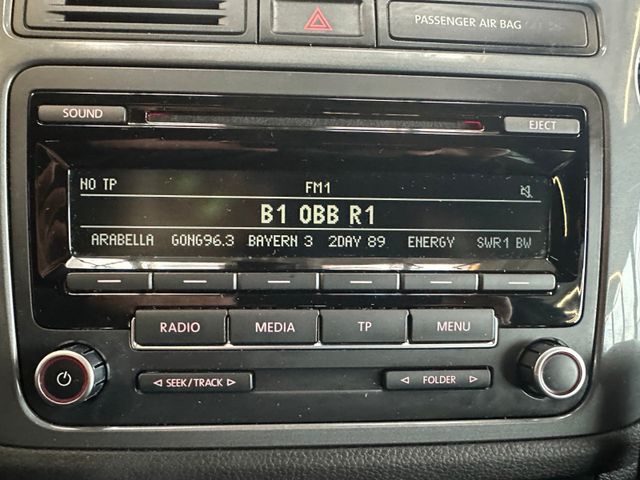 PASSENGER AIR BAG
SOUND
EJECT
NO TP FM1
B1 OBB R1
ARABELLA GONG96.3 BAYERN 3 2DAY 89 ENERGY SWR1 BW
RADIO MEDIA TP MENU
SEEK/TRACK FOLDER